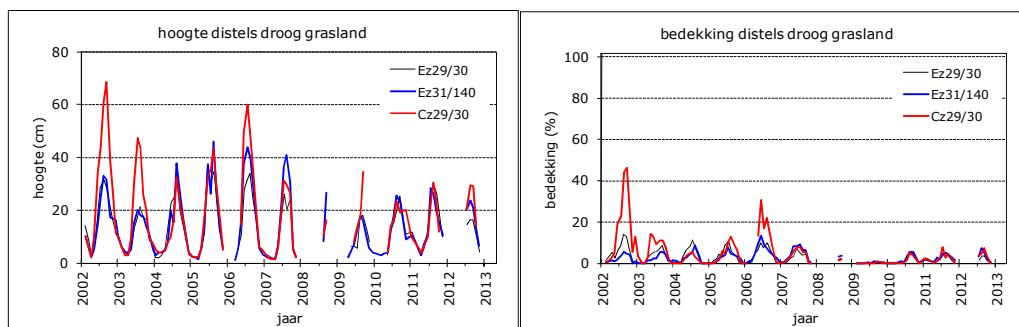 hoogte distels droog grasland
80
60
40
20
0
hoogte (cm)
Ez29/30
Ez31/140
Cz29/30
2002 2003 2004 2005 2006 2007 2008 2009 2010 2011 2012 2013
jaar
bedekking distels droog grasland
100
80
60
40
20
0
bedekking (%)
Ez29/30
Ez31/140
Cz29/30
2002 2003 2004 2005 2006 2007 2008 2009 2010 2011 2012 2013
jaar